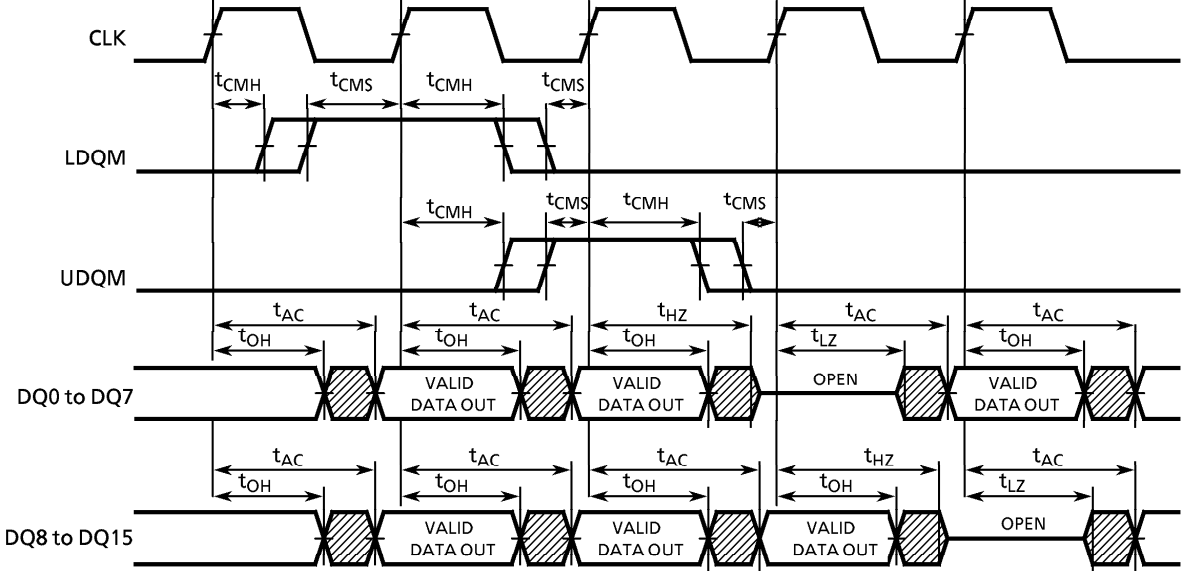 CLK
tCMH tCMS tCMH tCMS
LDQM
tCMH tCMS tCMH tCMS
UDQM
tAC tAC tHZ tAC tAC
tOH tOH tOH tLZ tOH
DQ0 to DQ7
VALID DATA OUT
VALID DATA OUT
OPEN
VALID DATA OUT
tAC tAC tAC tHZ tAC
tOH tOH tOH tOH tLZ
DQ8 to DQ15
VALID DATA OUT
VALID DATA OUT
VALID DATA OUT
OPEN